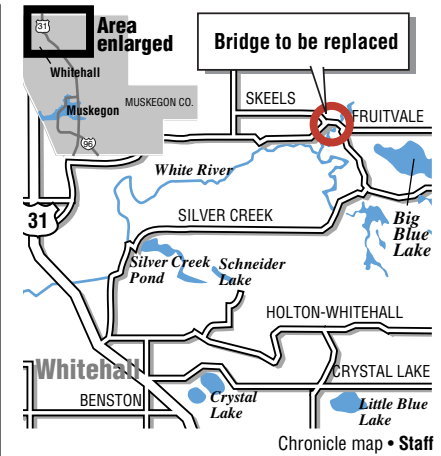 31
Area
enlarged
Whitehall
Muskegon
MUSKEGON CO.
96
Bridge to be replaced
SKEELS
FRUITVALE
White River
31
SILVER CREEK
Big
Blue
Lake
Silver Creek
Pond
Schneider
Lake
HOLTON-WHITEHALL
Whitehall
CRYSTAL LAKE
BENSTON
Crystal
Lake
Little Blue
Lake
Chronicle map • Staff